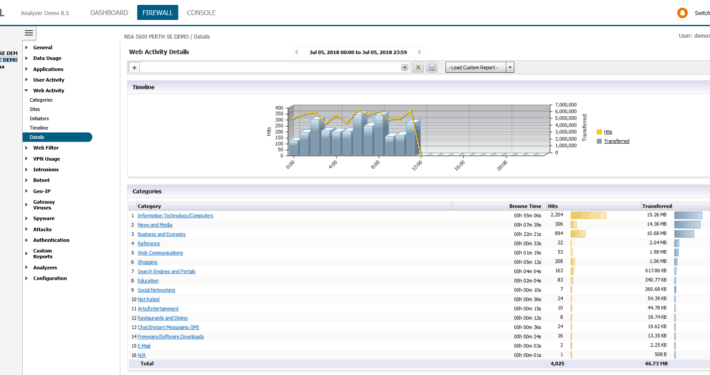 Analyzer Demo 8.5 DASHBOARD FIREWALL CONSOLE Switch
NSA 5600 PERTH SE DEMO / Details User: demo
Web Activity Details Jul 05, 2018 00:00 to Jul 05, 2018 23:59
+ - Load Custom Report -
General
Data Usage
Applications
User Activity
Web Activity
Categories
Sites
Initiators
Timeline
Details
Web Filter
VPN Usage
Intrusions
Botnet
Geo-IP
Gateway
Viruses
Spyware
Attacks
Authentication
Custom
Reports
Analyzers
Configuration
Timeline
Hits
400
350
300
250
200
150
100
50
0
0:00 4:00 8:00 12:00 16:00 20:00
7,000,000
6,000,000
5,000,000
4,000,000
3,000,000
2,000,000
1,000,000
0
Transferred
Hits
Transferred
Categories
Category Browse Time Hits Transferred
1 Information Technology/Computers 00h 59m 06s 2,204 15.26 MB
2 News and Media 00h 07m 39s 306 14.36 MB
3 Business and Economy 00h 22m 21s 894 10.68 MB
4 Reference 00h 00m 33s 22 2.04 MB
5 Web Communications 00h 01m 19s 53 1.98 MB
6 Shopping 00h 05m 12s 208 1.06 MB
7 Search Engines and Portals 00h 04m 04s 163 617.86 KB
8 Education 00h 02m 04s 83 340.77 KB
9 Social Networking 00h 00m 10s 7 260.68 KB
10 Not Rated 00h 00m 36s 24 54.39 KB
11 Arts/Entertainment 00h 00m 15s 10 44.78 KB
12 Restaurants and Dining 00h 00m 12s 8 19.74 KB
13 Chat/Instant Messaging (IM) 00h 00m 36s 24 19.62 KB
14 Freeware/Software Downloads 00h 00m 24s 16 13.35 KB
15 E-Mail 00h 00m 03s 2 2.25 KB
16 N/A 00h 00m 01s 1 508 B
Total 4,025 46.73 MB